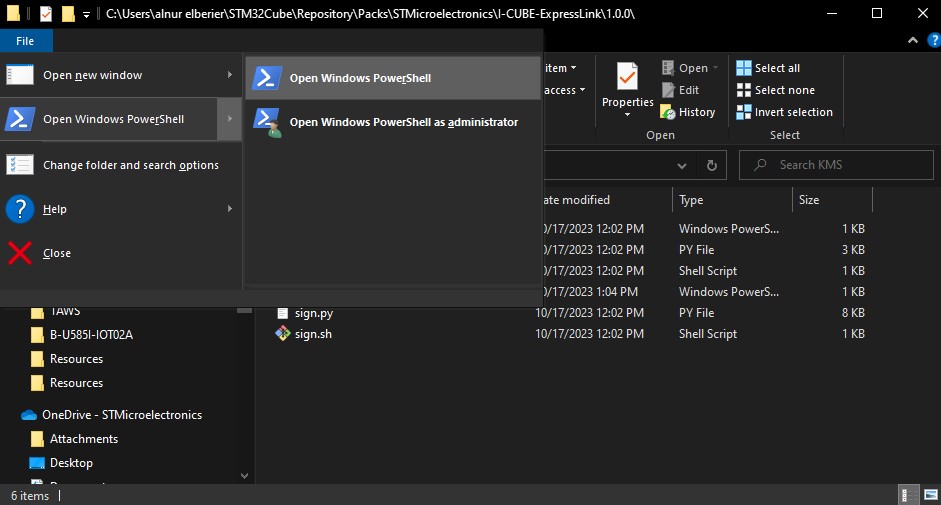 C:\Users\alnur elberier\STM32Cube\Repository\Packs\STMicroelectronics\I-CUBE-ExpressLink\1.0.0\
File
Open new window
Open Windows PowerShell
Change folder and search options
Help
Close
Open Windows PowerShell
Open Windows PowerShell as administrator
item
access
Properties
Open
Edit
History
Open
Select all
Select none
Invert selection
Select
Search KMS
ate modified Type Size
0/17/2023 12:02 PM Windows PowerS... 1 KB
0/17/2023 12:02 PM PY File 3 KB
0/17/2023 12:02 PM Shell Script 1 KB
0/17/2023 1:04 PM Windows PowerS... 1 KB
sign.py 10/17/2023 12:02 PM PY File 8 KB
sign.sh 10/17/2023 12:02 PM Shell Script 1 KB
TAWS
B-U585I-IOT02A
Resources
Resources
OneDrive - STMicroelectronics
Attachments
Desktop
6 items